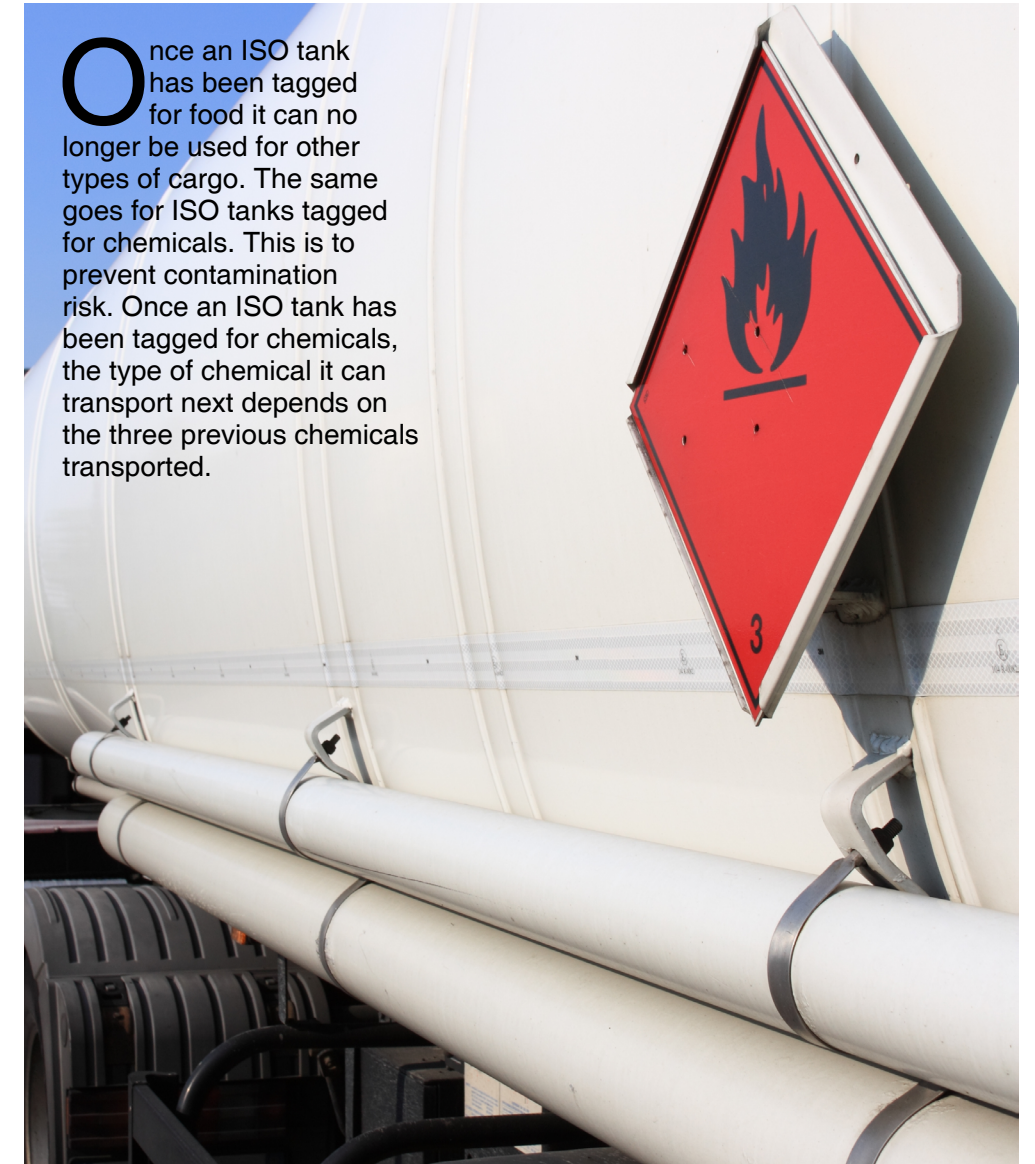 Once an ISO tank
has been tagged
for food it can no
longer be used for other
types of cargo. The same
goes for ISO tanks tagged
for chemicals. This is to
prevent contamination
risk. Once an ISO tank has
been tagged for chemicals,
the type of chemical it can
transport next depends on
the three previous chemicals
transported.
3